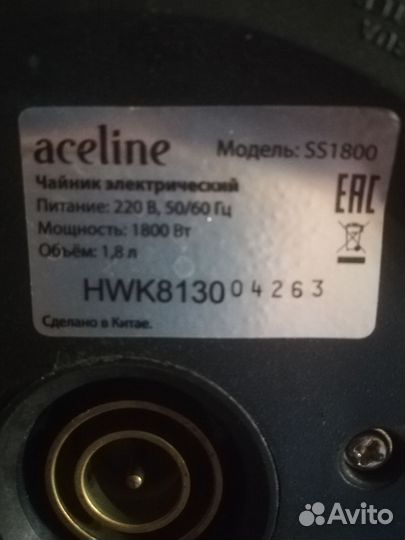 aceline
Модель: SS1800
Чайник электрический
Питание: 220 В, 50/60 Гц
Мощность: 1800 Вт
Объём: 1,8 л
EAC
HWK8130 04263
Сделано в Китае.
Avito